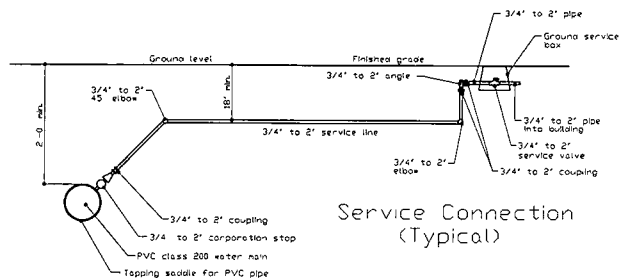 3/4" to 2" pipe
Ground service
box
Ground level
Finished grade
3/4" to 2" angle
3/4" to 2"
45 elbow
18" min.
2'-0 min.
3/4" to 2" service line
3/4" to 2" pipe
into building
3/4" to 2"
service valve
3/4" to 2"
elbow
3/4" to 2" coupling
3/4" to 2" coupling
3/4 to 2" corporation stop
PVC class 200 water main
Tapping saddle for PVC pipe
Service Connection
(Typical)